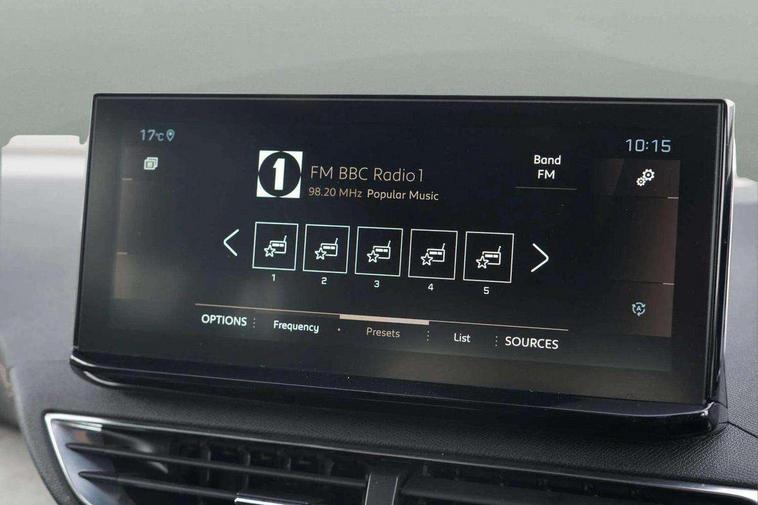 17°C
10:15
1
FM BBC Radio 1
98.20 MHz Popular Music
Band
FM
1 2 3 4 5
OPTIONS Frequency Presets List SOURCES
A